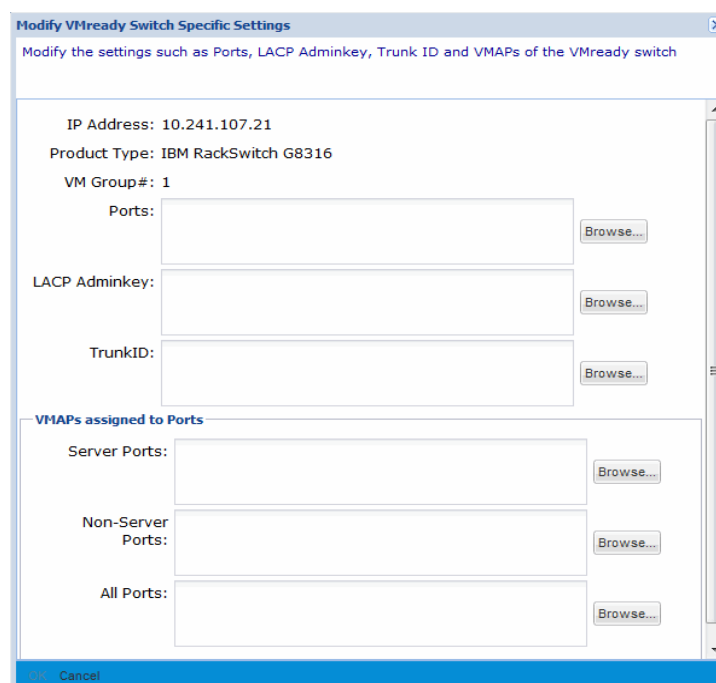 Modify VMready Switch Specific Settings
Modify the settings such as Ports, LACP Adminkey, Trunk ID and VMAPs of the VMready switch
IP Address: 10.241.107.21
Product Type: IBM RackSwitch G8316
VM Group#: 1
Ports:
Browse...
LACP Adminkey:
Browse...
TrunkID:
Browse...
VMAPs assigned to Ports
Server Ports:
Browse...
Non-Server
Ports:
Browse...
All Ports:
Browse...
OK Cancel